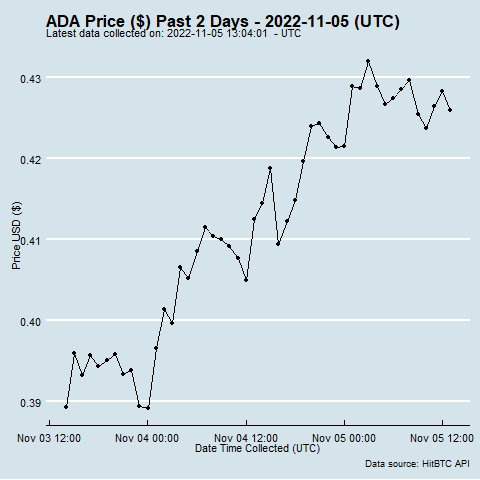 ADA Price ($) Past 2 Days - 2022-11-05 (UTC)
Latest data collected on: 2022-11-05 13:04:01 - UTC
0.43
0.42
0.41
0.40
0.39
Price USD ($)
Nov 03 12:00 Nov 04 00:00 Nov 04 12:00 Nov 05 00:00 Nov 05 12:00
Date Time Collected (UTC)
Data source: HitBTC API